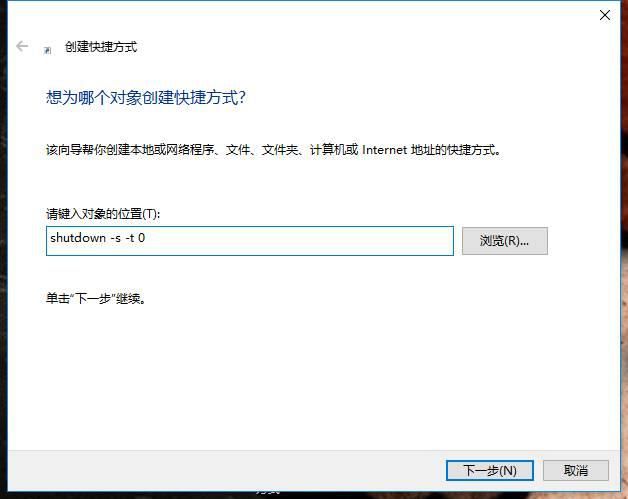 创建快捷方式
想为哪个对象创建快捷方式?
该向导帮你创建本地或网络程序、文件、文件夹、计算机或 Internet 地址的快捷方式。
请键入对象的位置(T):
shutdown -s -t 0
浏览(R)...
单击"下一步"继续。
下一步(N)
取消